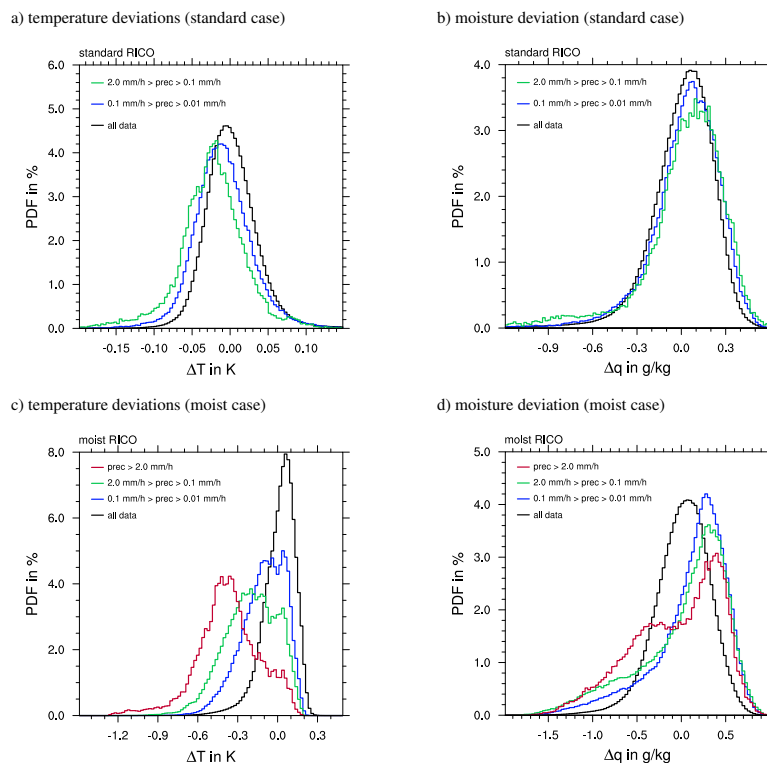 a) temperature deviations (standard case)
standard RICO
6.0
5.0
4.0
3.0
2.0
1.0
0.0
PDF in %
2.0 mm/h > prec > 0.1 mm/h
0.1 mm/h > prec > 0.01 mm/h
all data
-0.15 -0.10 -0.05 0.00 0.05 0.10
ΔT in K
b) moisture deviation (standard case)
standard RICO
4.0
3.0
2.0
1.0
0.0
PDF in %
2.0 mm/h > prec > 0.1 mm/h
0.1 mm/h > prec > 0.01 mm/h
all data
-0.9 -0.6 -0.3 0.0 0.3
Δq in g/kg
c) temperature deviations (moist case)
moist RICO
8.0
6.0
4.0
2.0
0.0
PDF in %
prec > 2.0 mm/h
2.0 mm/h > prec > 0.1 mm/h
0.1 mm/h > prec > 0.01 mm/h
all data
-1.2 -0.9 -0.6 -0.3 0.0 0.3
ΔT in K
d) moisture deviation (moist case)
moist RICO
5.0
4.0
3.0
2.0
1.0
0.0
PDF in %
prec > 2.0 mm/h
2.0 mm/h > prec > 0.1 mm/h
0.1 mm/h > prec > 0.01 mm/h
all data
-1.5 -1.0 -0.5 0.0 0.5
Δq in g/kg